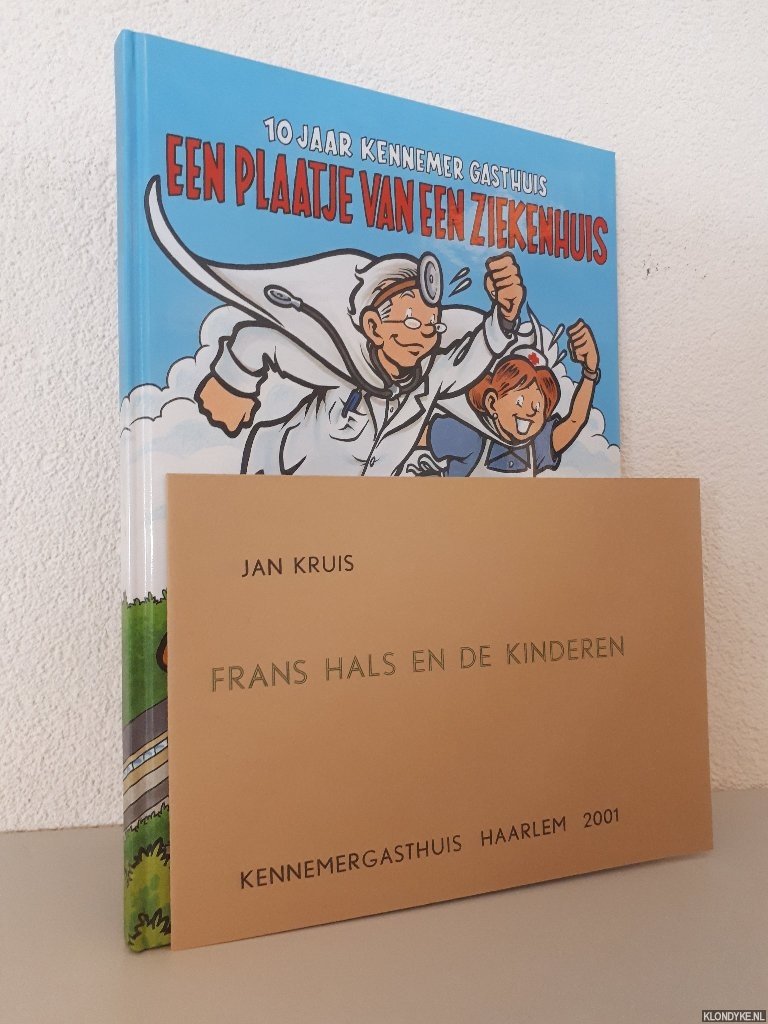 10 JAAR KENNEMER GASTHUIS
EEN PLAATJE VAN EEN ZIEKENHUIS
JAN KRUIS
FRANS HALS EN DE KINDEREN
KENNEMERGASTHUIS HAARLEM 2001
KLONDYKE.NL